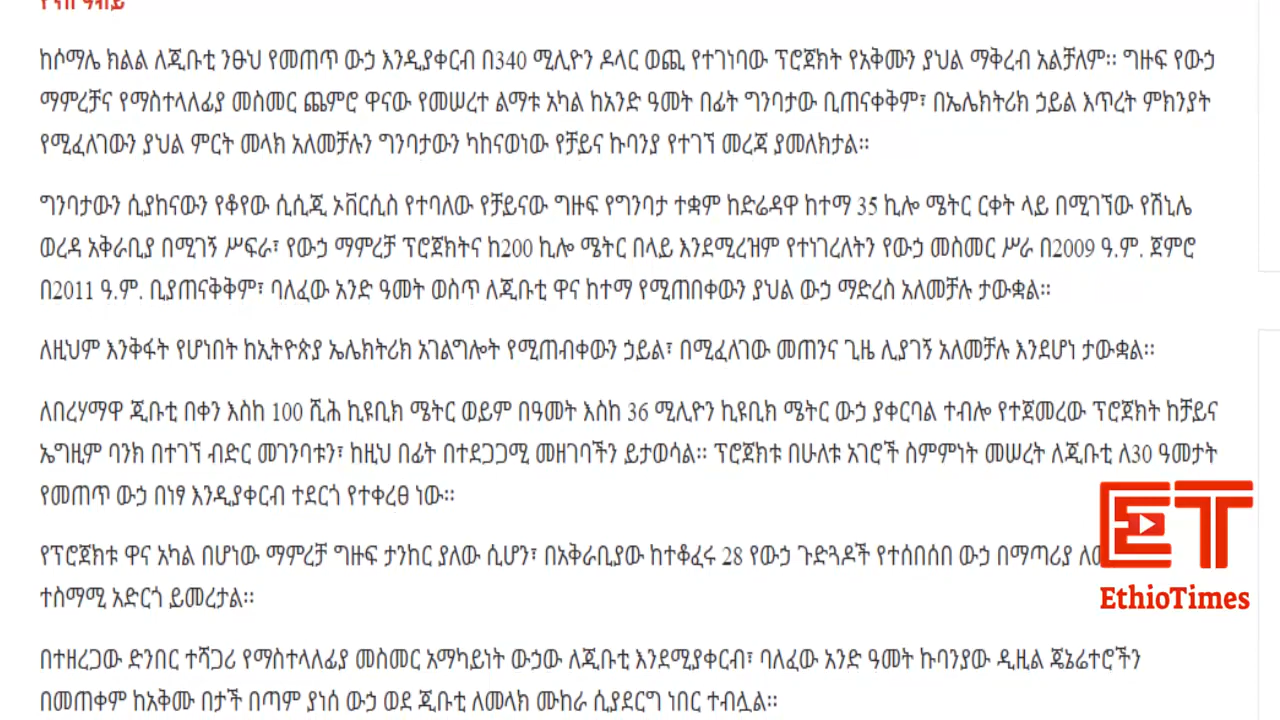 ከሶማሌ ክልል ለጂቡቲ ንፁህ የመጠጥ ውኃ እንዲያቀርብ በ340 ሚሊዮን ዶላር ወጪ የተገነባው ፕሮጀክት የአቅሙን ያህል ማቅረብ አልቻለም፡፡ ግዙፍ የውኃ
ማምረቻና የማስተላለፊያ መስመር ጨምሮ ዋናው የመሠረተ ልማቱ አካል ከአንድ ዓመት በፊት ግንባታው ቢጠናቀቅም፣ በኤሌክትሪክ ኃይል እጥረት ምክንያት
የሚፈለገውን ያህል ምርት መላክ አለመቻሉን ግንባታውን ካከናወነው የቻይና ኩባንያ የተገኘ መረጃ ያመለክታል።
ግንባታውን ሲያከናውን የቆየው ሲሲጂ ኦቨርሲስ የተባለው የቻይናው ግዙፍ የግንባታ ተቋም ከድሬዳዋ ከተማ 35 ኪሎ ሜትር ርቀት ላይ በሚገኘው የሽኒሌ
ወረዳ አቅራቢያ በሚገኝ ሥፍራ፣ የውኃ ማምረቻ ፕሮጀክትና ከ200 ኪሎ ሜትር በላይ እንደሚረዝም የተነገረለትን የውኃ መስመር ሥራ በ2009 ዓ.ም. ጀምሮ
በ2011 ዓ.ም. ቢያጠናቅቅም፣ ባለፈው አንድ ዓመት ወስጥ ለጂቡቲ ዋና ከተማ የሚጠበቀውን ያህል ውኃ ማድረስ አለመቻሉ ታውቋል።
ለዚህም እንቅፋት የሆነበት ከኢትዮጵያ ኤሌክትሪክ አገልግሎት የሚጠብቀውን ኃይል፣ በሚፈለገው መጠንና ጊዜ ሊያገኝ አለመቻሉ እንደሆነ ታውቋል፡፡
ለበረሃማዋ ጂቡቲ በቀን እስከ 100 ሺሕ ኪዩቢክ ሜትር ወይም በዓመት እስከ 36 ሚሊዮን ኪዩቢክ ሜትር ውኃ ያቀርባል ተብሎ የተጀመረው ፕሮጀክት ከቻይና
ኤግዚም ባንክ በተገኘ ብድር መገንባቱን፣ ከዚህ በፊት በተደጋጋሚ መዘገባችን ይታወሳል። ፕሮጀክቱ በሁለቱ አገሮች ስምምነት መሠረት ለጂቡቲ ለ30 ዓመታት
የመጠጥ ውኃ በነፃ እንዲያቀርብ ተደርጎ የተቀረፀ ነው፡፡
የፕሮጀክቱ ዋና አካል በሆነው ማምረቻ ግዙፍ ታንከር ያለው ሲሆን፣ በአቅራቢያው ከተቆፈሩ 28 የውኃ ጉድጓዶች የተሰበሰበ ውኃ በማጣሪያ
ተስማሚ አድርጎ ይመረታል፡፡
በተዘረጋው ድንበር ተሻጋሪ የማስተላለፊያ መስመር አማካይነት ውኃው ለጂቡቲ እንደሚያቀርብ፣ ባለፈው አንድ ዓመት ኩባንያው ዲዚል ጄኔሬተሮችን
በመጠቀም ከአቅሙ በታች በጣም ያነሰ ውኃ ወደ ጂቡቲ ለመላክ ሙከራ ሲያደርግ ነበር ተብሏል።
ET
EthioTimes